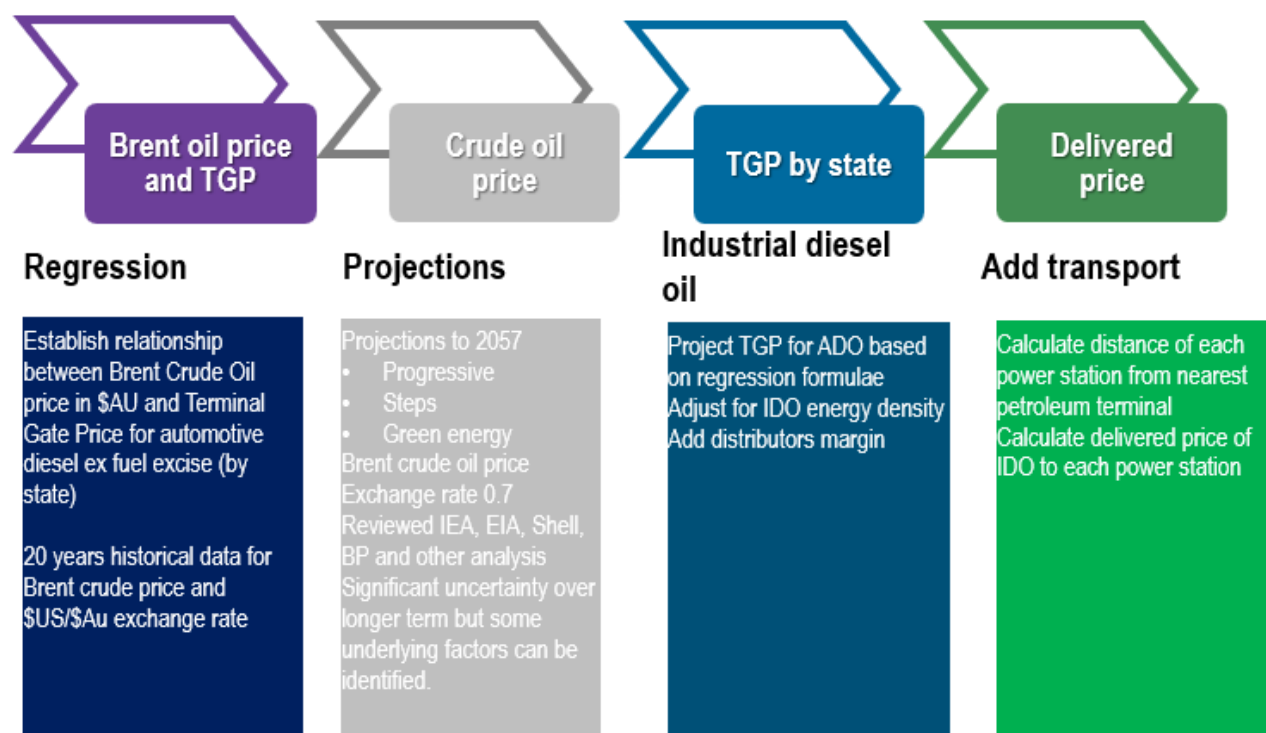 Brent oil price
and TGP
Crude oil
price
TGP by state
Delivered
price
Regression
Projections
Industrial diesel
oil
Add transport
Establish relationship
between Brent Crude Oil
price in $AU and Terminal
Gate Price for automotive
diesel ex fuel excise (by
state)
20 years historical data for
Brent crude price and
$US/$Au exchange rate
Projections to 2057
• Progressive
• Steps
• Green energy
Brent crude oil price
Exchange rate 0.7
Reviewed IEA, EIA, Shell,
BP and other analysis
Significant uncertainty over
longer term but some
underlying factors can be
identified.
Project TGP for ADO based
on regression formulae
Adjust for IDO energy density
Add distributors margin
Calculate distance of each
power station from nearest
petroleum terminal
Calculate delivered price of
IDO to each power station